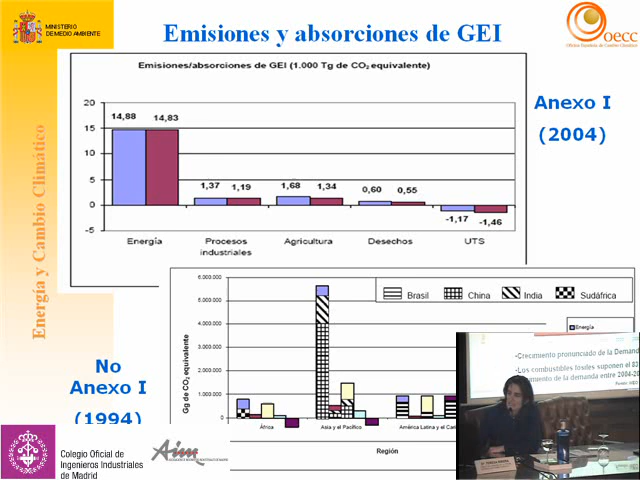 MINISTERIO
DE MEDIO AMBIENTE
Emisiones y absorciones de GEI
oecc
Oficina Española de Cambio Climático
Energía y Cambio Climático
Emisiones/absorciones de GEI (1.000 Tg de CO₂ equivalente)
20
15
10
5
0
-5
14,88
14,83
1,37
1,19
1,68
1,34
0,60
0,55
-1,17
-1,46
Energía
Procesos
industriales
Agricultura
Desechos
UTS
Anexo I
(2004)
No
Anexo I
(1994)
Gg de CO₂ equivalente
6.000.000
5.000.000
4.000.000
3.000.000
2.000.000
1.000.000
0
Brasil
China
India
Sudáfrica
Energía
África
Asia y el Pacífico
América Latina y el Cari
Región
-Crecimiento pronunciado de la Demanda
-Los combustibles fósiles suponen el 83
mento de la demanda entre 2004-20
Colegio Oficial de
Ingenieros Industriales
de Madrid
Aiim